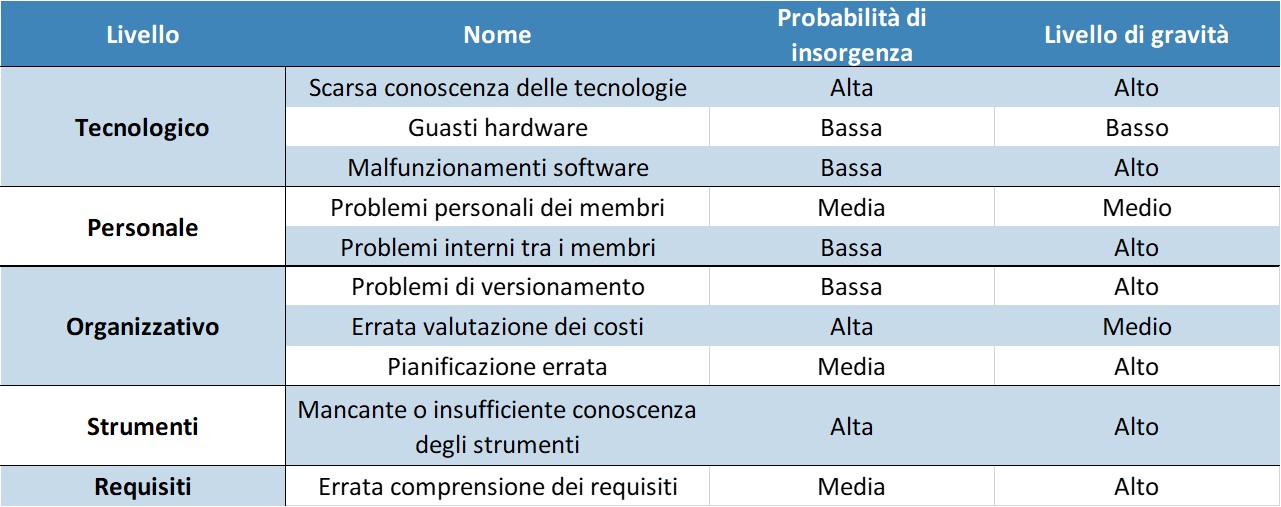 Livello Nome Probabilità di insorgenza Livello di gravità
Tecnologico
Scarsa conoscenza delle tecnologie Alta Alto
Guasti hardware Bassa Basso
Malfunzionamenti software Bassa Alto
Personale
Problemi personali dei membri Media Medio
Problemi interni tra i membri Bassa Alto
Organizzativo
Problemi di versionamento Bassa Alto
Errata valutazione dei costi Alta Medio
Pianificazione errata Media Alto
Strumenti
Mancante o insufficiente conoscenza
degli strumenti Alta Alto
Requisiti Errata comprensione dei requisiti Media Alto